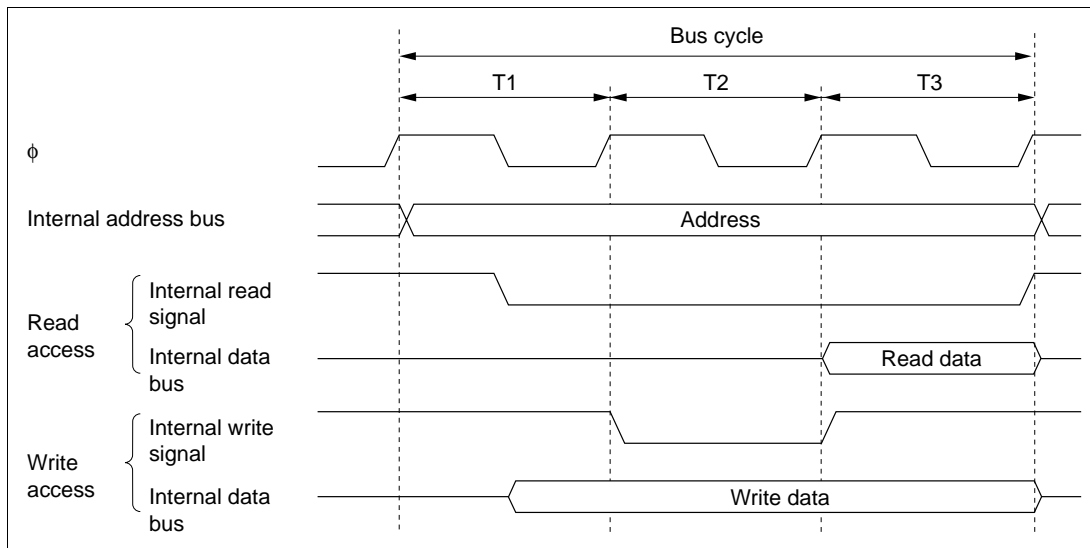 Bus cycle
T1 T2 T3
ϕ
Internal address bus Address
Read
access
Internal read
signal
Internal data
bus
Read data
Write
access
Internal write
signal
Internal data
bus
Write data